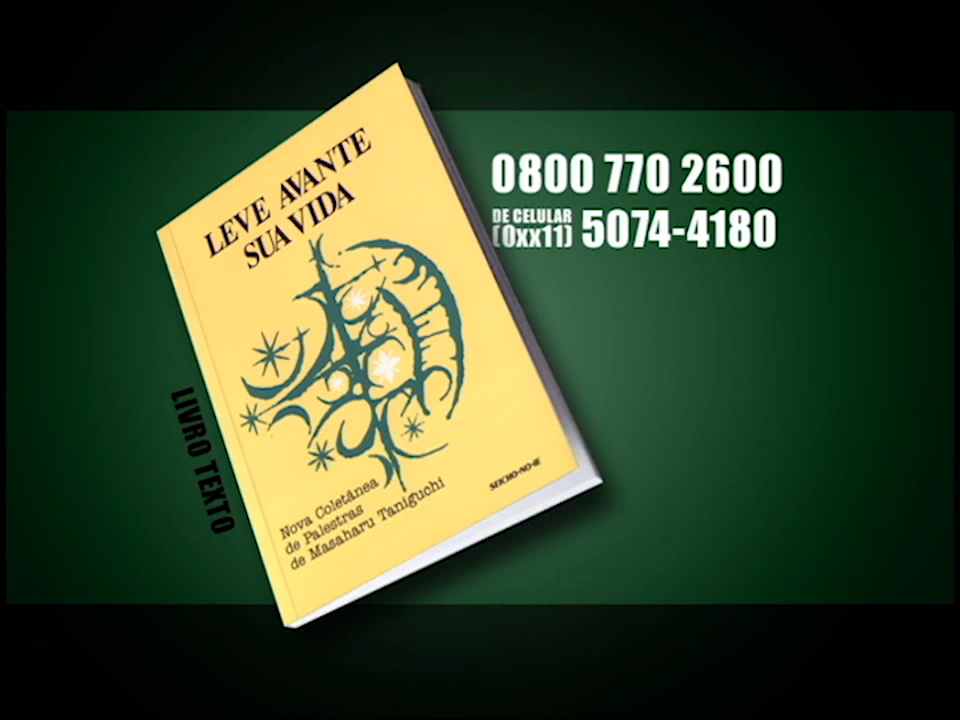 LEVE AVANTE
SUA VIDA
Nova Coletânea
de Palestras
de Masaharu Taniguchi
SEICHO-NO-IE
LIVRO TEXTO
0800 770 2600
DE CELULAR
(0xx11) 5074-4180